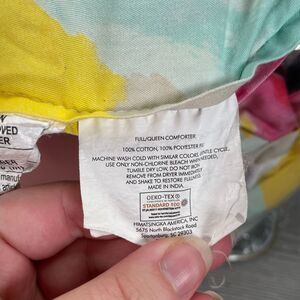 FULL/QUEEN COMFORTER
100% COTTON, 100% POLYESTER FILL
MACHINE WASH COLD WITH SIMILAR COLORS, GENTLE CYCLE.
USE ONLY NON-CHLORINE BLEACH WHEN NEEDED,
TUMBLE DRY LOW, DO NOT
REMOVE FROM DRYER IMMEDIATELY
AND SHAKE TO RESTORE FULLNESS.
MADE IN INDIA.
OEKO-TEX®
STANDARD 100
HIMATSINGKA AMERICA, INC
5675 North Blackstock Road
Spartanburg, SC 29303